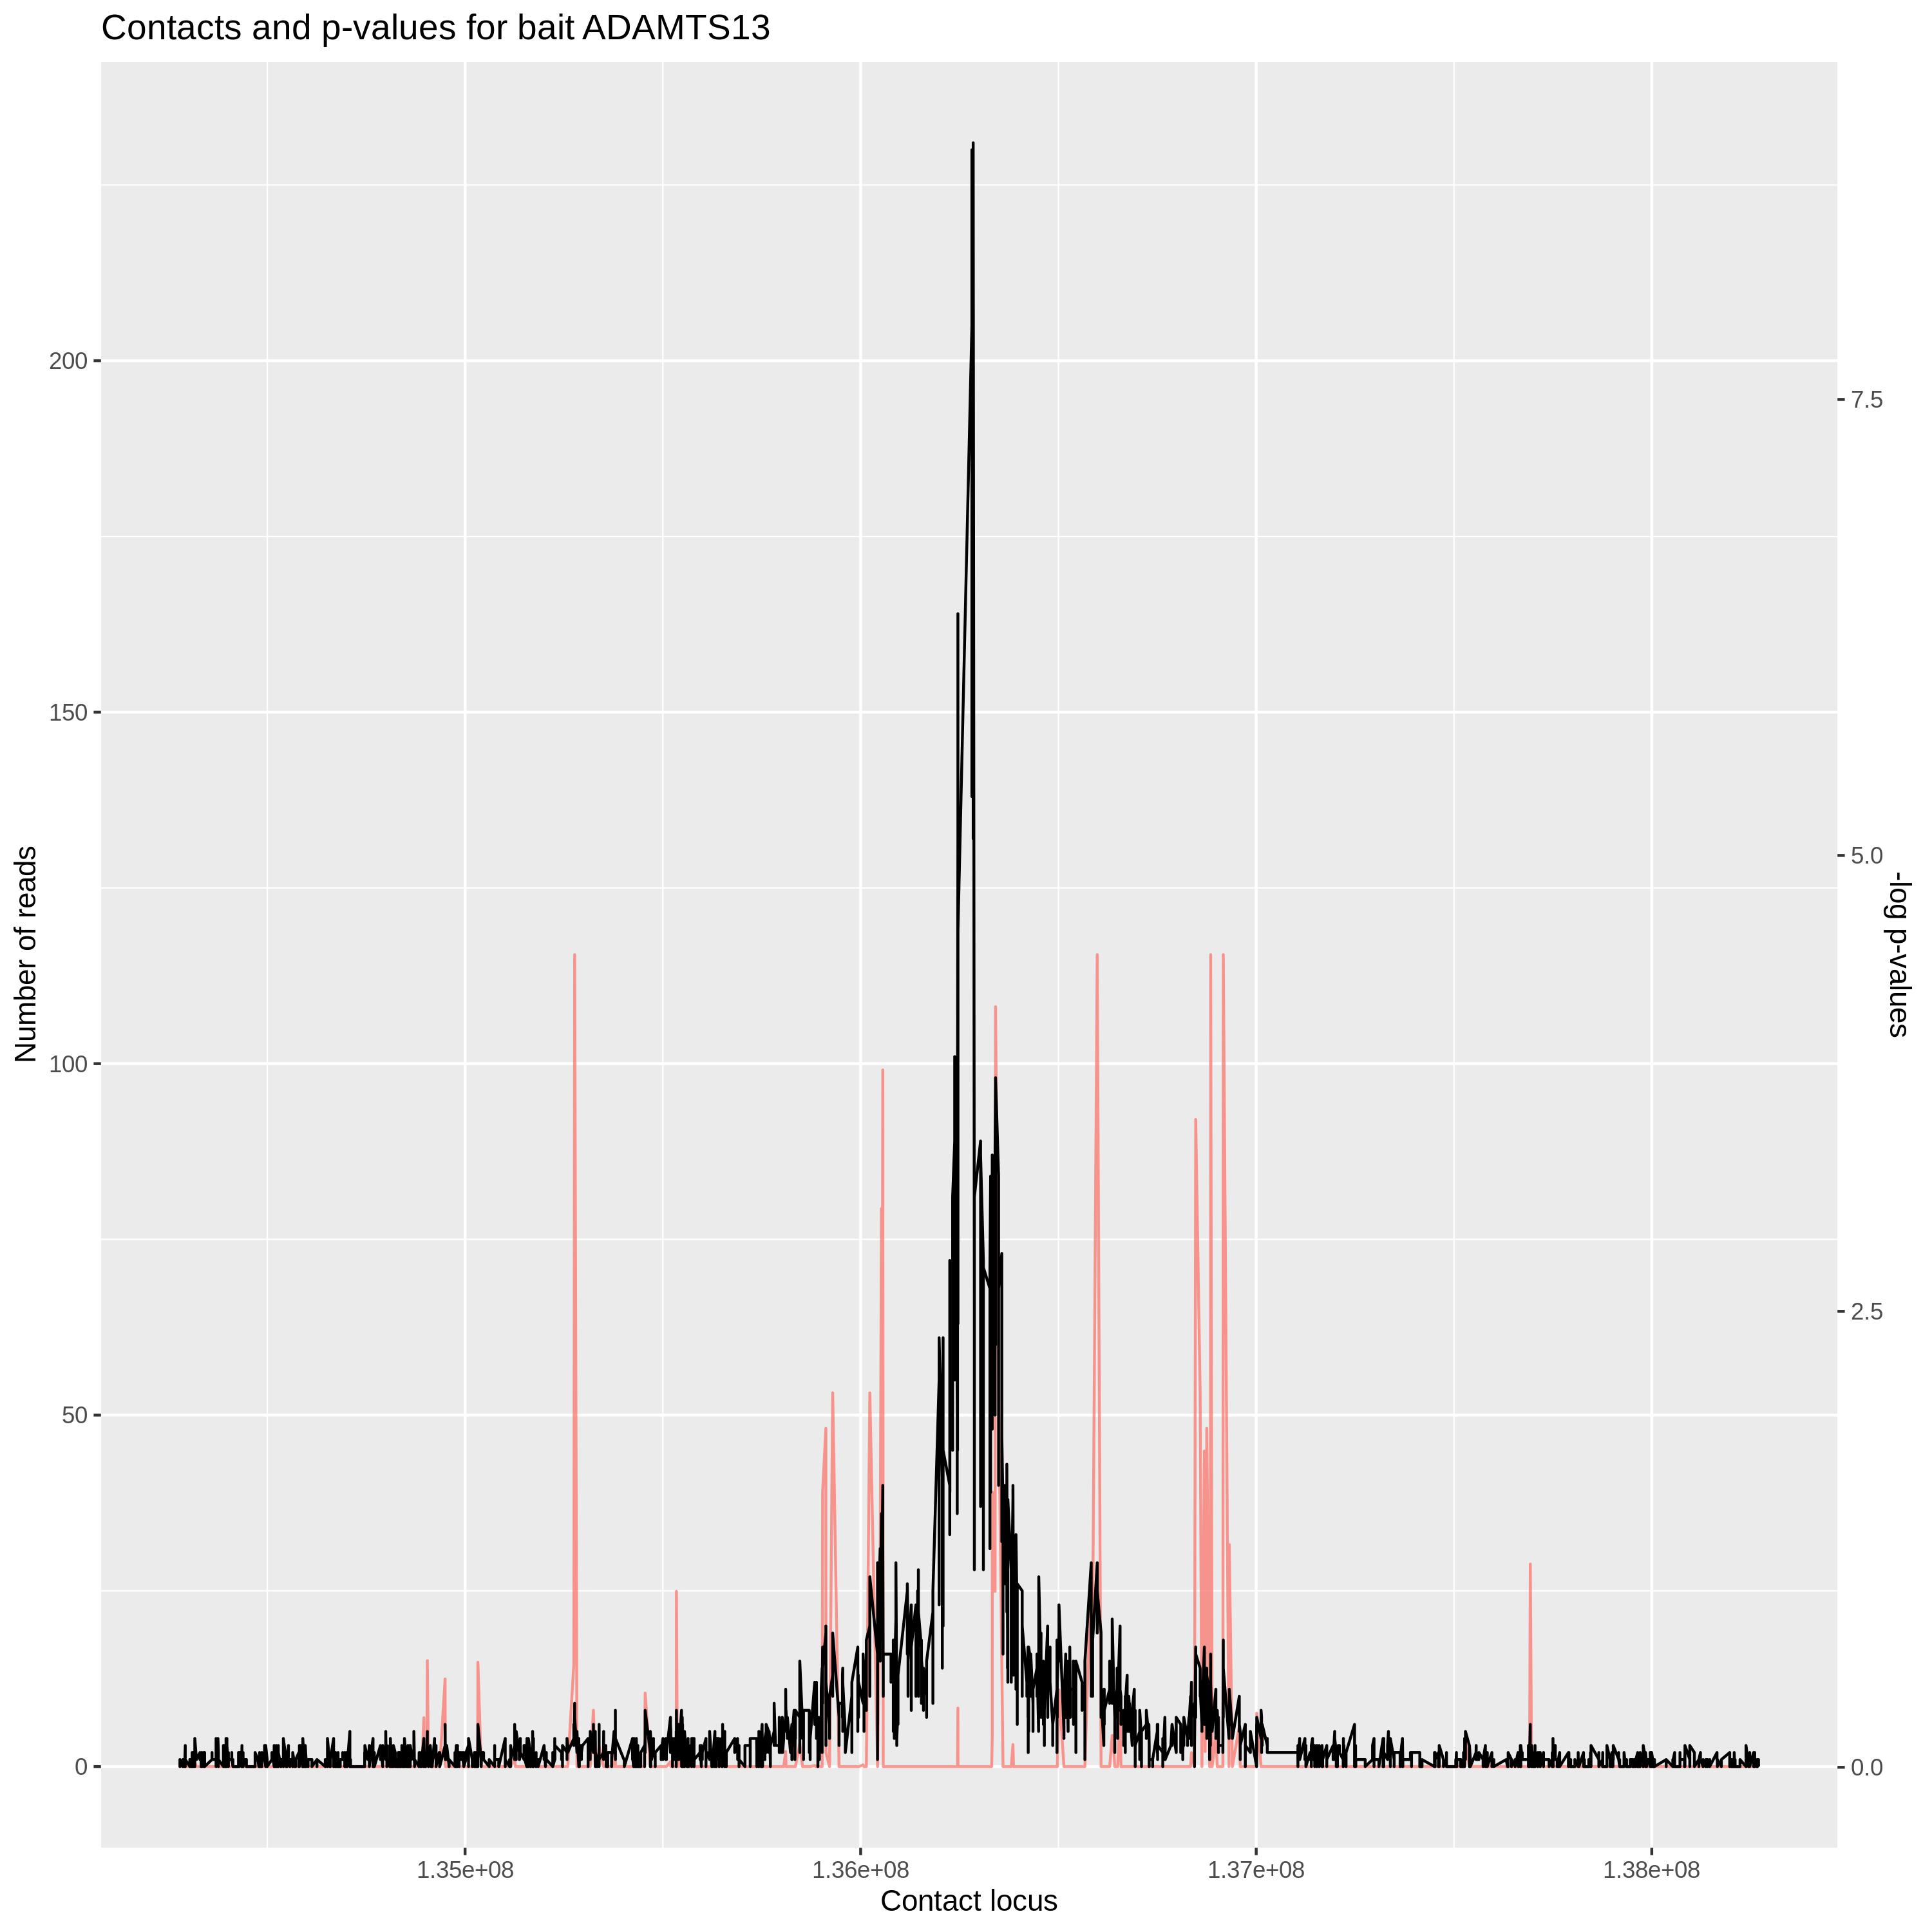 Contacts and p-values for bait ADAMTS13
Number of reads
200
150
100
50
0
7.5
5.0
2.5
0.0
-log p-values
1.35e+08
1.36e+08
1.37e+08
1.38e+08
Contact locus